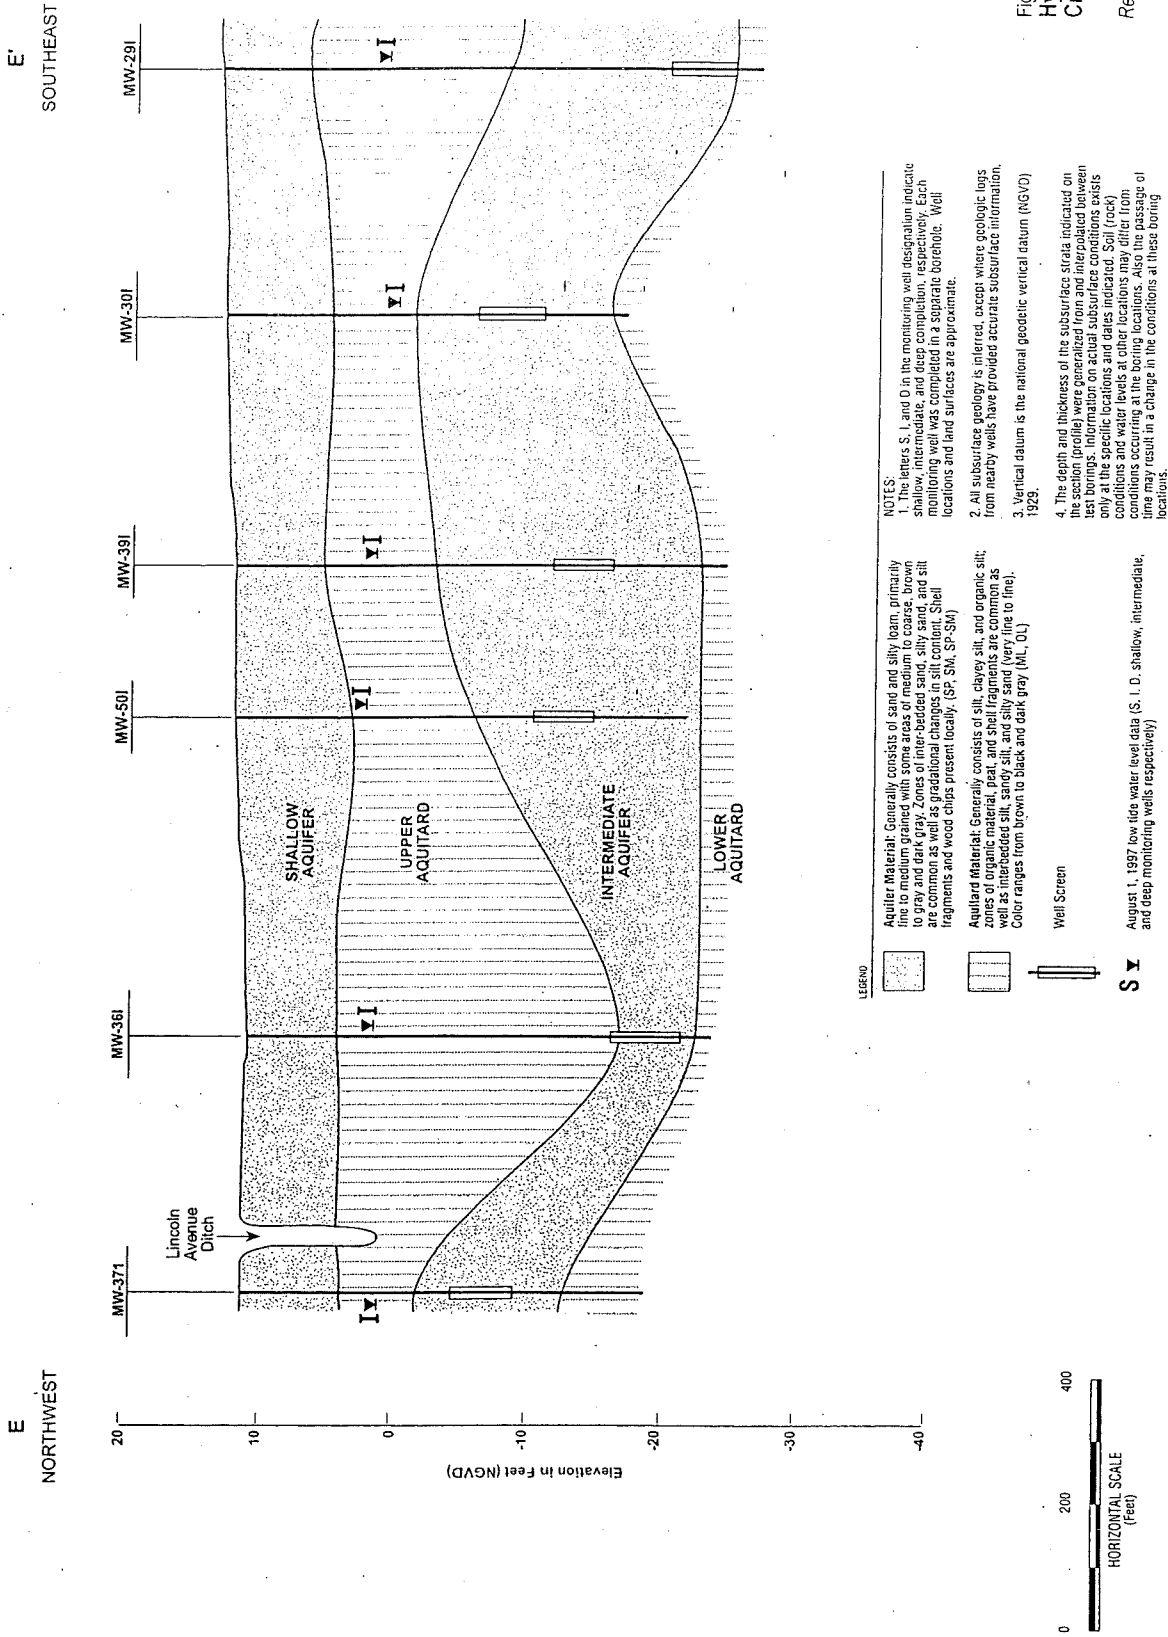 E
NORTHWEST
E'
SOUTHEAST
MW-371
MW-36I
MW-50I
MW-39I
MW-30I
MW-29I
Lincoln
Avenue
Ditch
I
I
I
I
I
I
SHALLOW
AQUIFER
UPPER
AQUITARD
INTERMEDIATE
AQUIFER
LOWER
AQUITARD
Elevation in Feet (NGVD)
20
10
0
-10
-20
-30
-40
0
200
400
HORIZONTAL SCALE
(Feet)
LEGEND
Aquifer Material: Generally consists of sand and silty loam, primarily
fine to medium grained with some areas of medium to coarse, brown
to gray and dark gray. Zones of inter-bedded sand, silty sand, and silt
are common as well as gradational changes in silt content. Shell
fragments and wood chips present locally. (SP, SM, SP-SM)
Aquitard Material: Generally consists of silt, clayey silt, and organic silt;
zones of organic material, peat, and shell fragments are common as
well as interbedded silt, sandy silt, and silty sand (very fine to fine).
Color ranges from brown to black and dark gray (ML, OL)
Well Screen
S
August 1, 1997 low tide water level data (S, I, D, shallow, intermediate,
and deep monitoring wells respectively)
NOTES:
1. The letters S, I, and D in the monitoring well designation indicate
shallow, intermediate, and deep completion, respectively. Each
monitoring well was completed in a separate borehole. Well
locations and land surfaces are approximate.
2. All subsurface geology is inferred, except where geologic logs
from nearby wells have provided accurate subsurface information.
3. Vertical datum is the national geodetic vertical datum (NGVD)
1929.
4. The depth and thickness of the subsurface strata indicated on
the section (profile) were generalized from and interpolated between
test borings. Information on actual subsurface conditions exists
only at the specific locations and dates indicated. Soil (rock)
conditions and water levels at other locations may differ from
conditions occurring at the boring locations. Also the passage of
time may result in a change in the conditions at these boring
locations.
Fig
Re